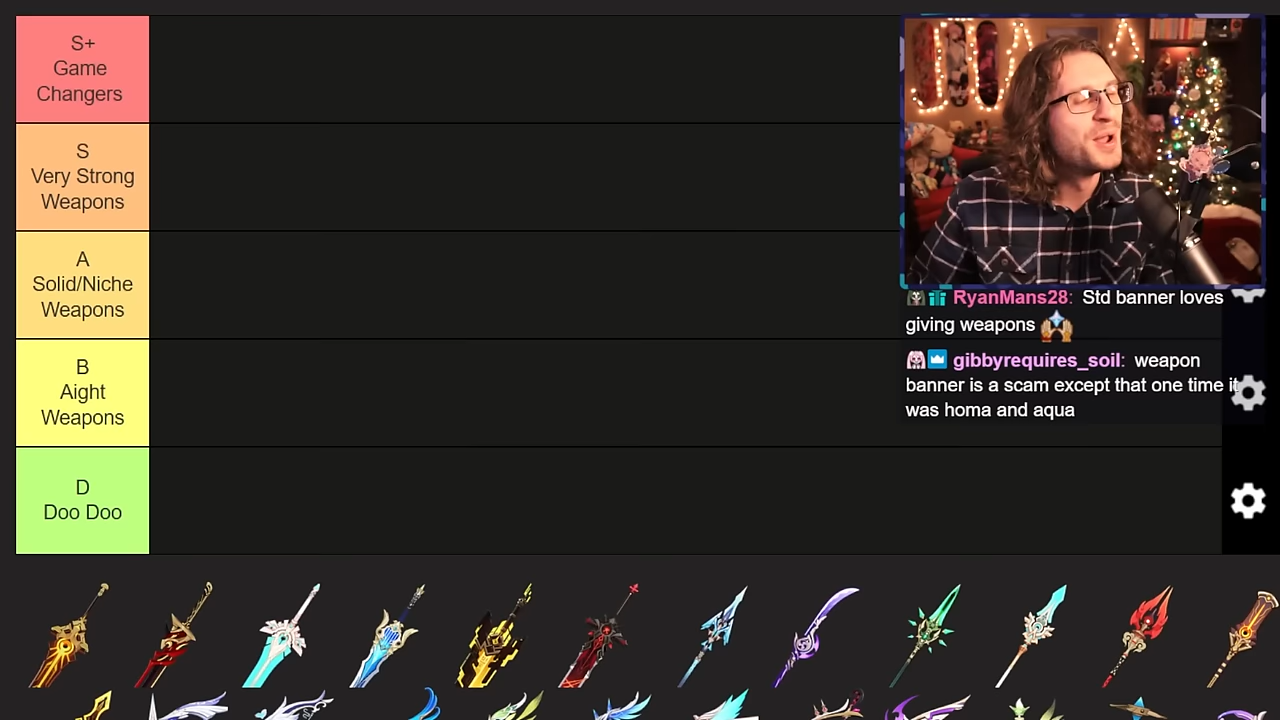 S+
Game
Changers
S
Very Strong
Weapons
A
Solid/Niche
Weapons
B
Aight
Weapons
D
Doo Doo
RyanMans28: Std banner loves
giving weapons
gibbyrequires_soil: weapon
banner is a scam except that one time it
was homa and aqua